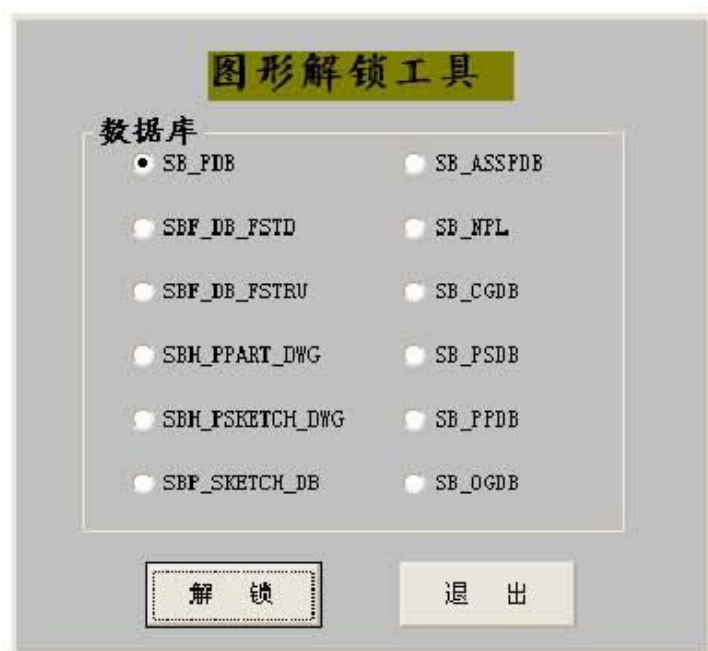 图形解锁工具
数据库
SB_PDB
SB_ASSPDB
SBF_DB_FSTD
SB_NPL
SBF_DB_FSTRU
SB_CGDB
SBH_PPART_DWG
SB_PSDB
SBH_PSKETCH_DWG
SB_PPDB
SBP_SKETCH_DB
SB_OGDB
解 锁
退 出